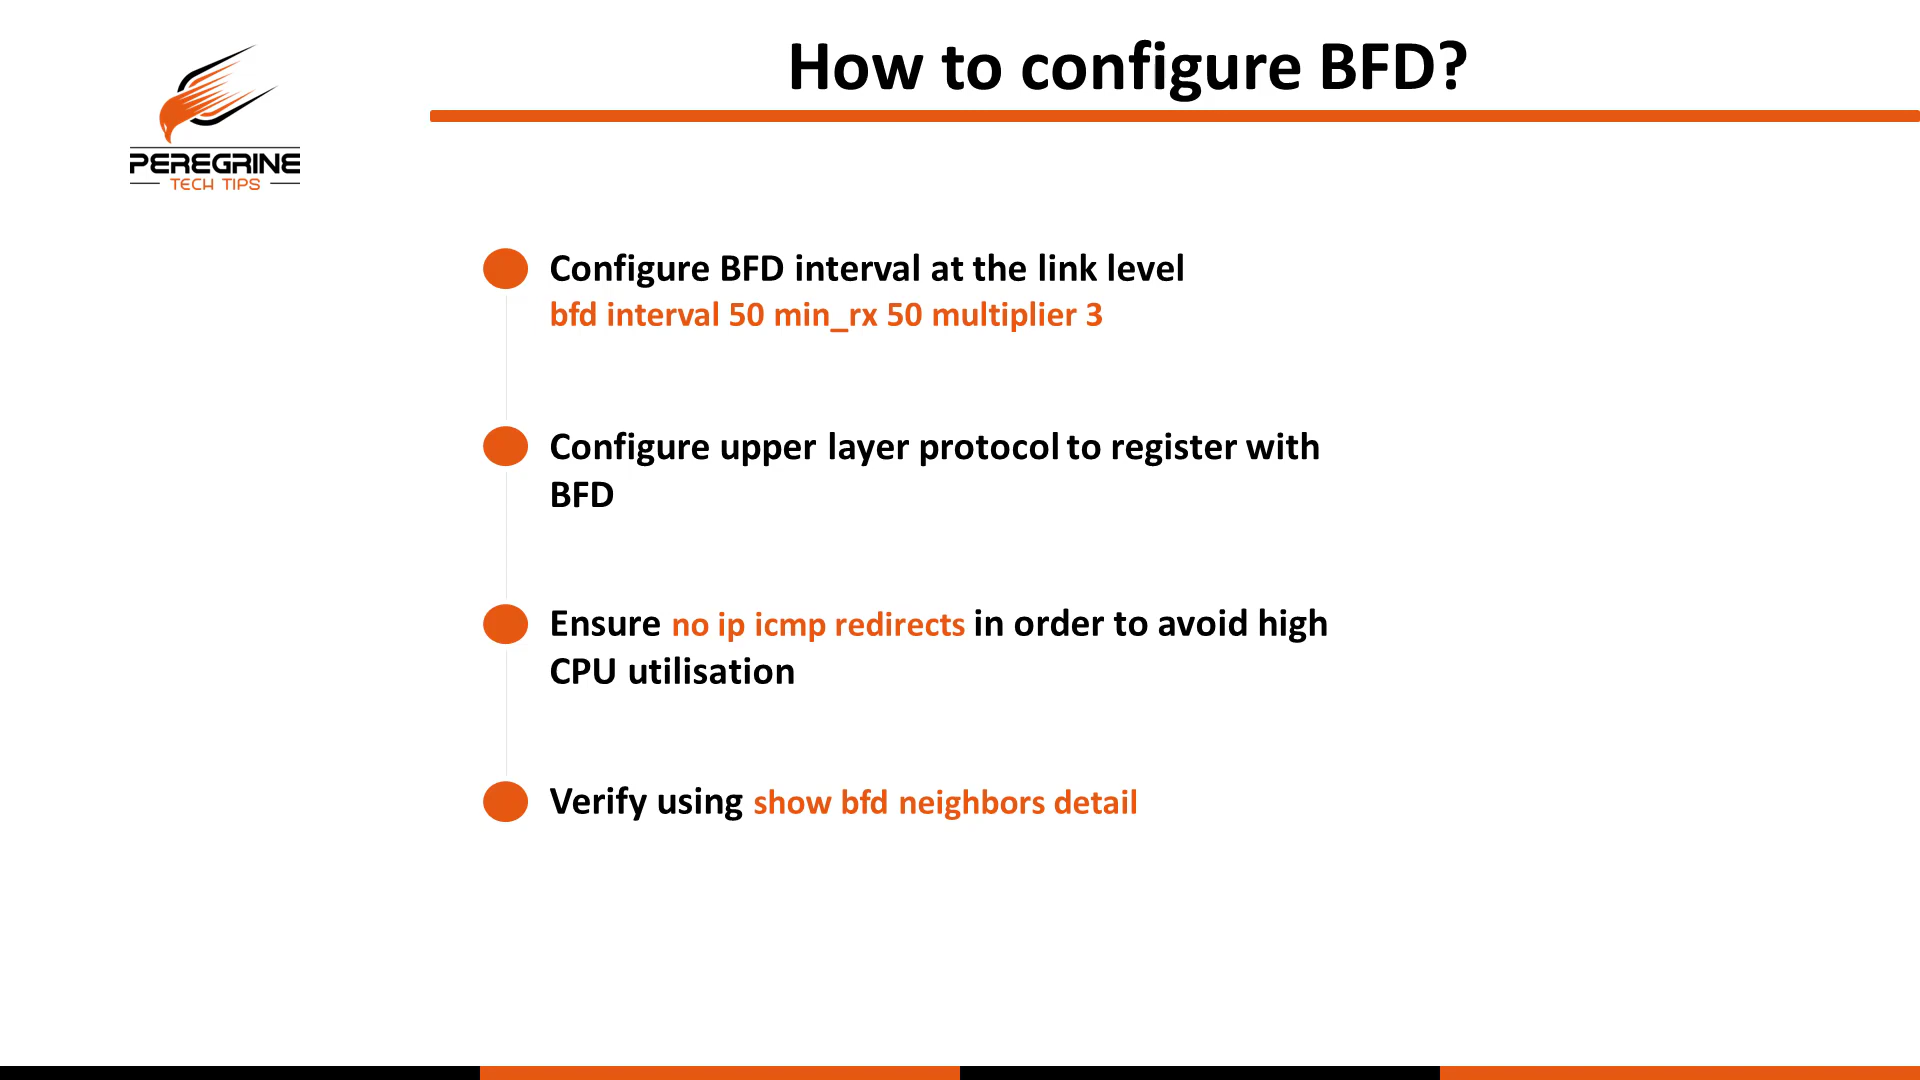 How to configure BFD?
PEREGRINE
TECH TIPS
Configure BFD interval at the link level
bfd interval 50 min_rx 50 multiplier 3
Configure upper layer protocol to register with
BFD
Ensure no ip icmp redirects in order to avoid high
CPU utilisation
Verify using show bfd neighbors detail